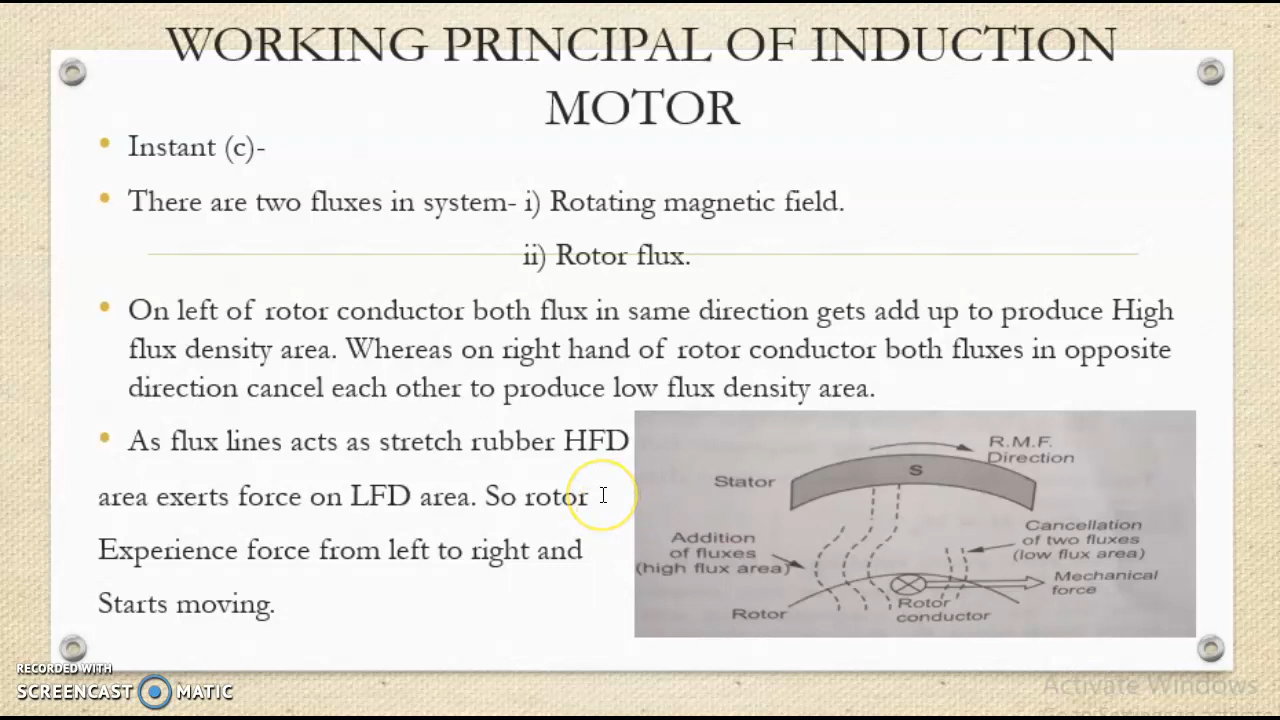 WORKING PRINCIPAL OF INDUCTION
MOTOR
Instant (c)-
There are two fluxes in system- i) Rotating magnetic field.
ii) Rotor flux.
On left of rotor conductor both flux in same direction gets add up to produce High
flux density area. Whereas on right hand of rotor conductor both fluxes in opposite
direction cancel each other to produce low flux density area.
As flux lines acts as stretch rubber HFD
area exerts force on LFD area. So rotor
Experience force from left to right and
Starts moving.
R.M.F.
Direction
S
Stator
Addition
of fluxes
(high flux area)
Cancellation
of two fluxes
(low flux area)
Mechanical
force
Rotor
Rotor
conductor
RECORDED WITH
SCREENCAST MATIC
Activate Windows